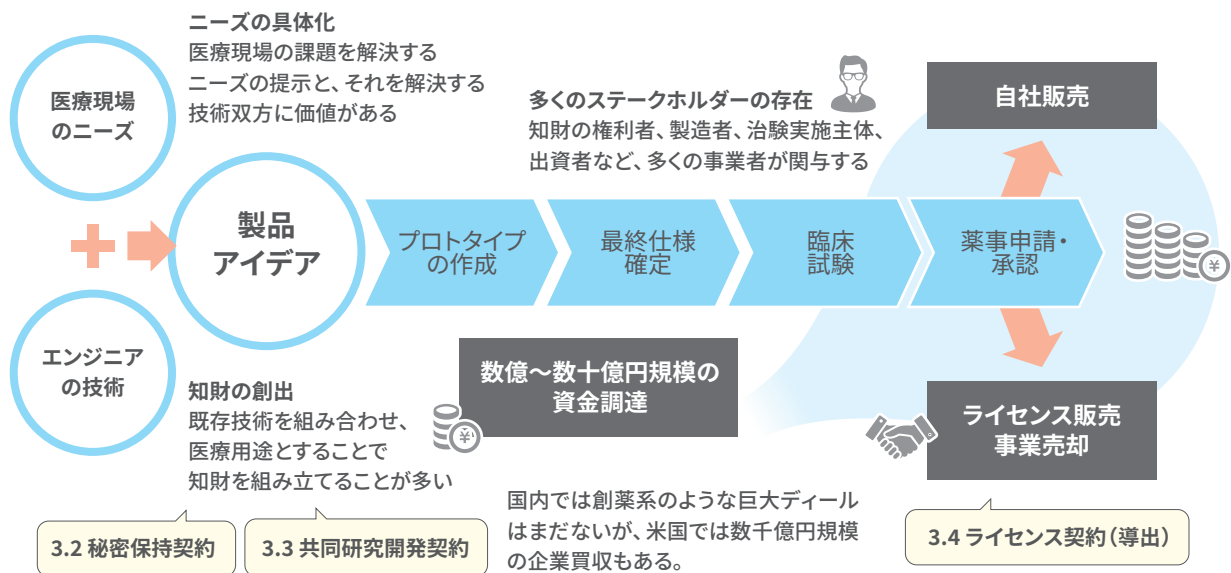 ニーズの具体化
医療現場の課題を解決する
ニーズの提示と、それを解決する
技術双方に価値がある
医療現場
のニーズ
多くのステークホルダーの存在
知財の権利者、製造者、治験実施主体、
出資者など、多くの事業者が関与する
自社販売
製品
アイデア
プロトタイプ
の作成
最終仕様
確定
臨床
試験
薬事申請・
承認
¥
エンジニア
の技術
知財の創出
既存技術を組み合わせ、
医療用途とすることで
知財を組み立てることが多い
¥
数億～数十億円規模の
資金調達
ライセンス販売
事業売却
国内では創薬系のような巨大ディール
はまだないが、米国では数千億円規模
の企業買収もある。
3.2 秘密保持契約
3.3 共同研究開発契約
3.4 ライセンス契約（導出）